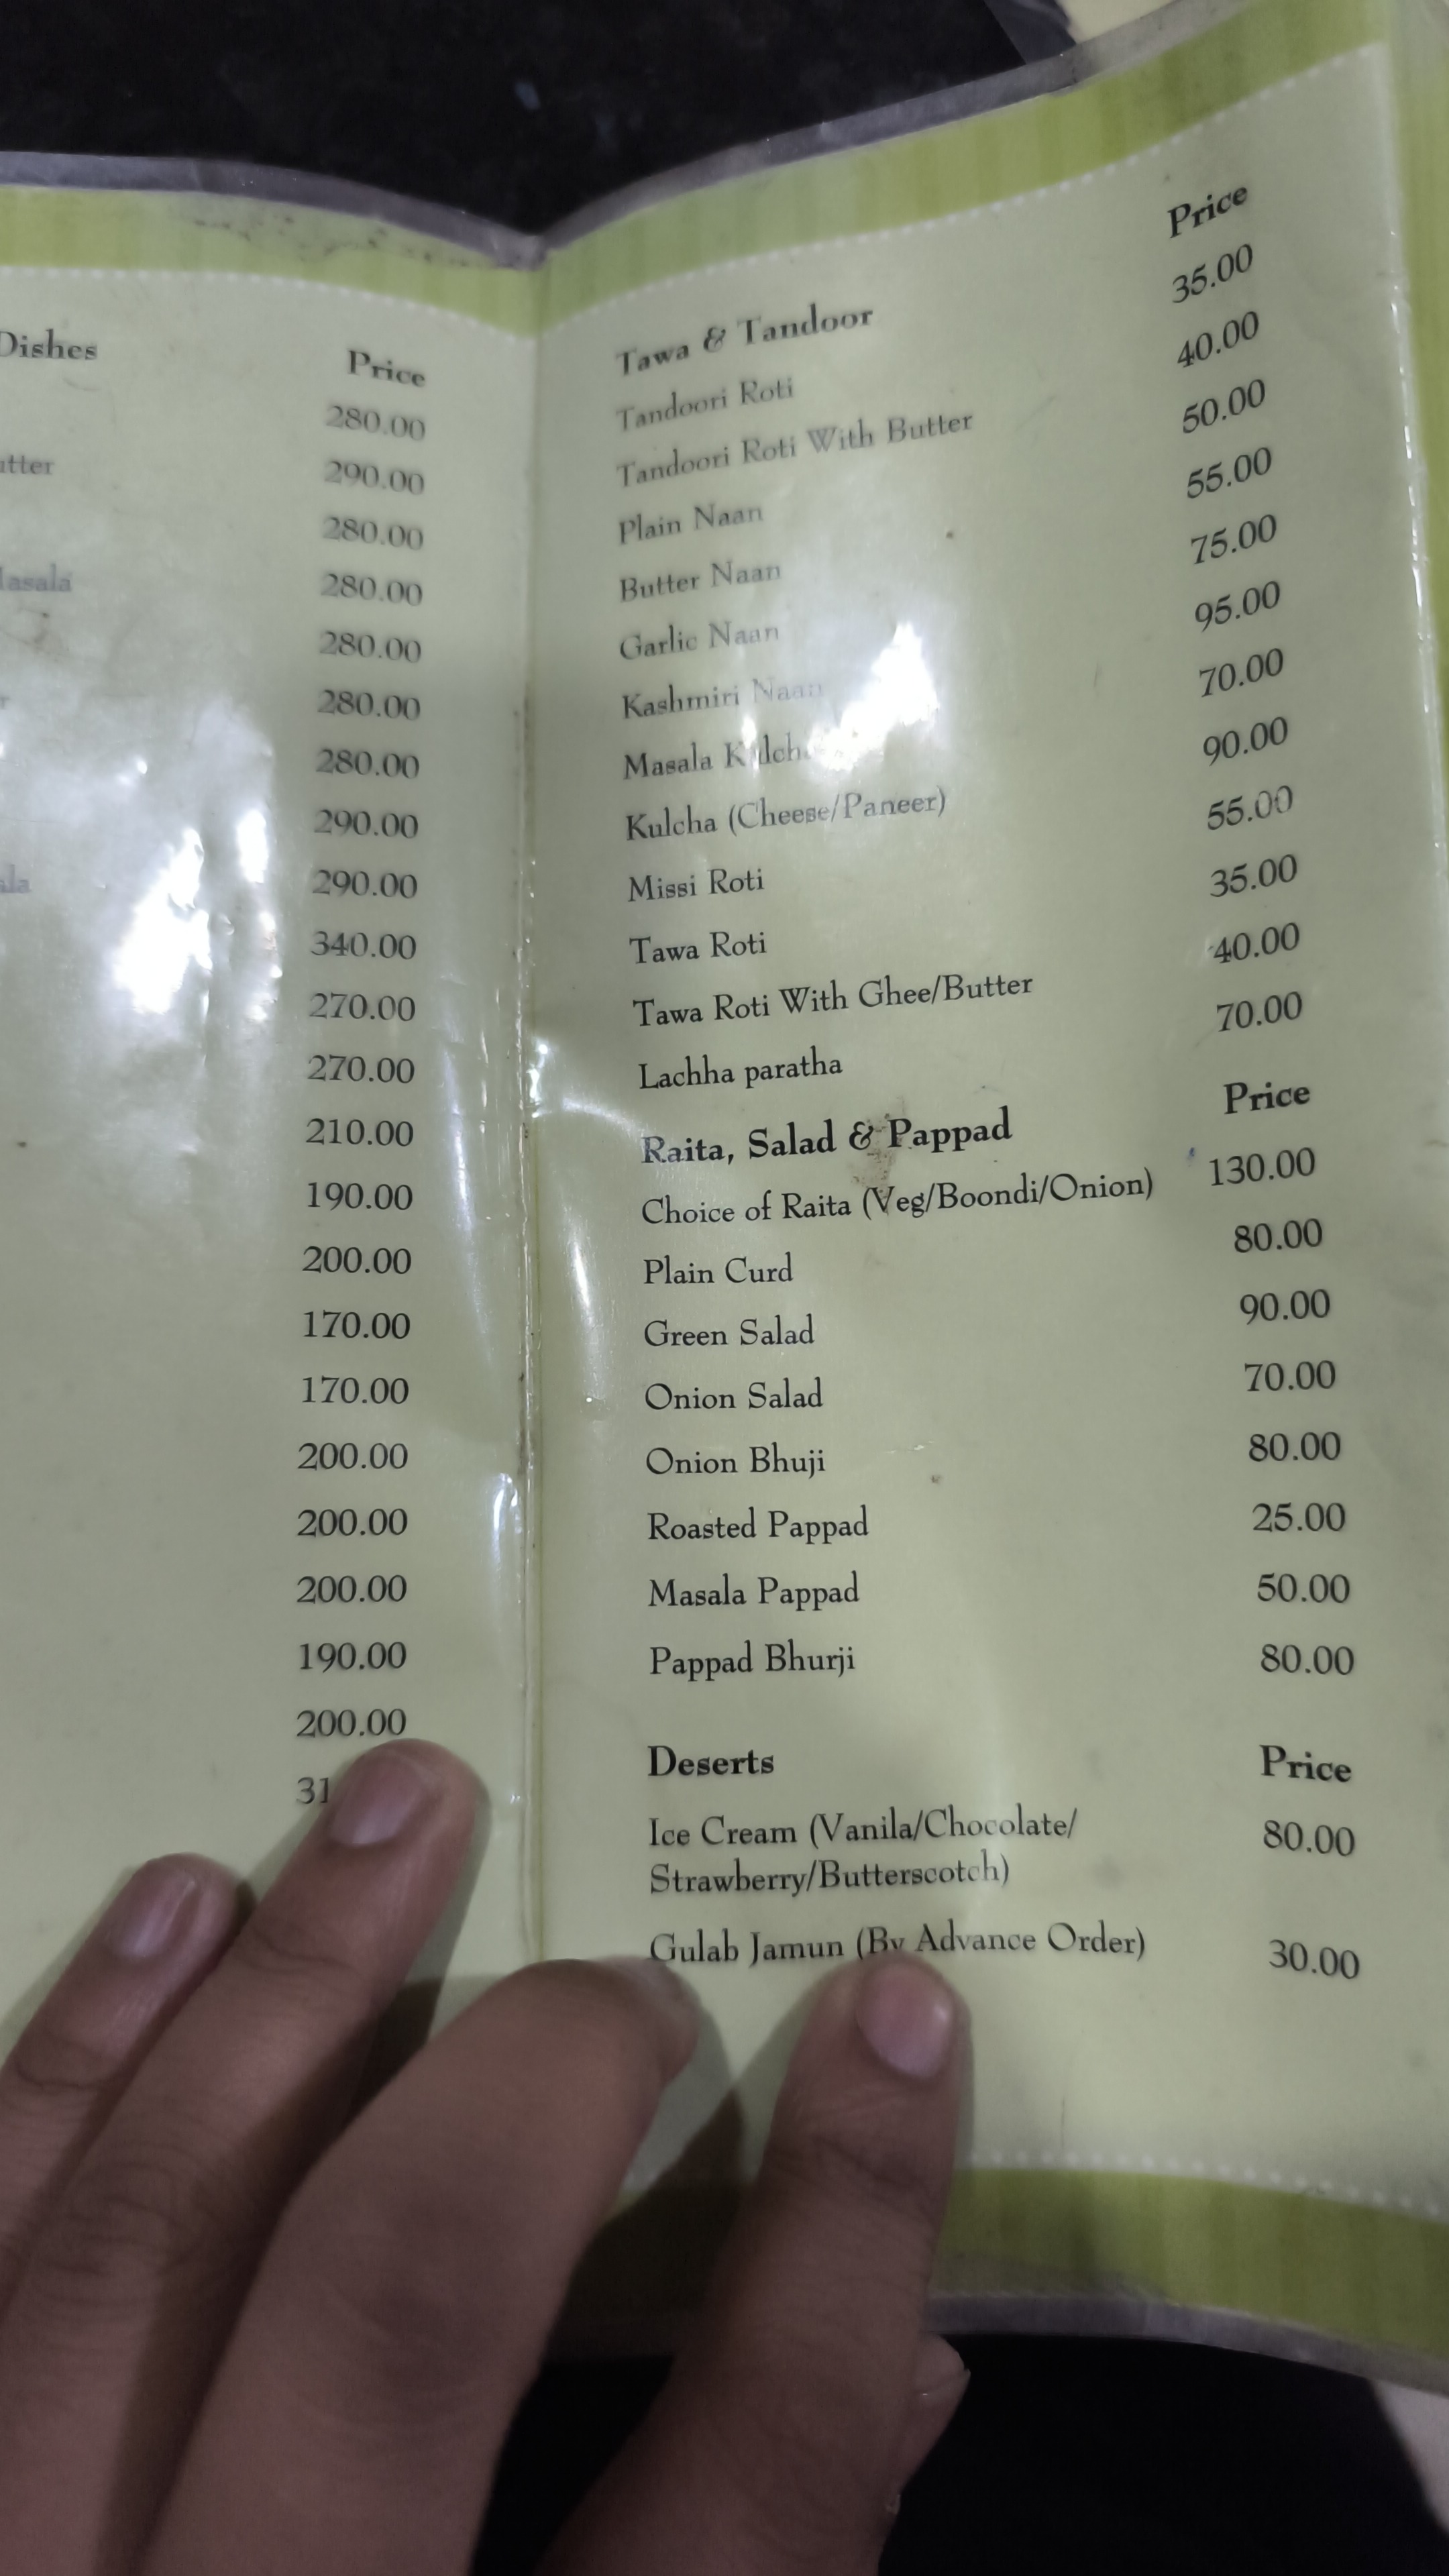 Dishes
Price
280.00
290.00
280.00
280.00
280.00
280.00
280.00
290.00
290.00
340.00
270.00
270.00
210.00
190.00
200.00
170.00
170.00
200.00
200.00
200.00
190.00
200.00
Tawa & Tandoor Price
Tandoori Roti 35.00
Tandoori Roti With Butter 40.00
Plain Naan 50.00
Butter Naan 55.00
Garlic Naan 75.00
Kashmiri Naan 95.00
Masala Kulcha 70.00
Kulcha (Cheese/Paneer) 90.00
Missi Roti 55.00
Tawa Roti 35.00
Tawa Roti With Ghee/Butter 40.00
Lachha paratha 70.00
Raita, Salad & Pappad Price
Choice of Raita (Veg/Boondi/Onion) 130.00
Plain Curd 80.00
Green Salad 90.00
Onion Salad 70.00
Onion Bhuji 80.00
Roasted Pappad 25.00
Masala Pappad 50.00
Pappad Bhurji 80.00
Deserts Price
Ice Cream (Vanila/Chocolate/ 80.00
Strawberry/Butterscotch)
Gulab Jamun (By Advance Order) 30.00